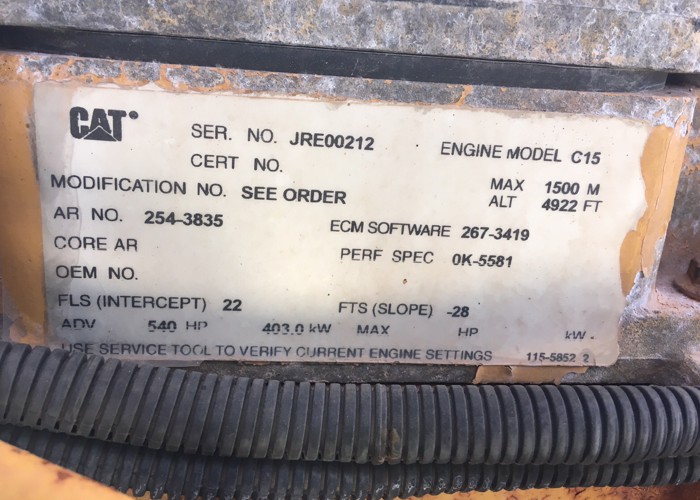 CAT
SER. NO. JRE00212
ENGINE MODEL C15
CERT NO.
MAX 1500 M
MODIFICATION NO. SEE ORDER
ALT 4922 FT
AR NO. 254-3835
ECM SOFTWARE 267-3419
CORE AR
PERF SPEC 0K-5581
OEM NO.
FLS (INTERCEPT) 22
FTS (SLOPE) -28
ADV 540 HP 403.0 kW MAX HP kW
USE SERVICE TOOL TO VERIFY CURRENT ENGINE SETTINGS 115-5852 2